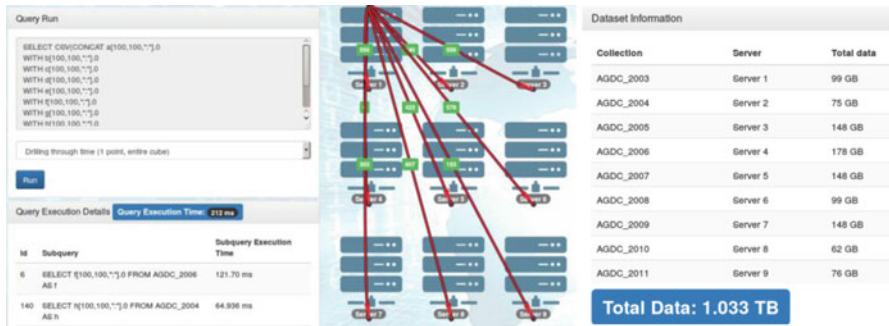 Query Run
SELECT CSV(CONCAT a[100,100,"*:*"].0
WITH b[100,100,"*:*"].0
WITH c[100,100,"*:*"].0
WITH d[100,100,"*:*"].0
WITH e[100,100,"*:*"].0
WITH f[100,100,"*:*"].0
WITH g[100,100,"*:*"].0
WITH h[100,100,"*:*"].0
Drilling through time (1 point, entire cube)
Run
Query Execution Details Query Execution Time: 212 ms
Id Subquery Subquery Execution Time
6 SELECT f[100,100,"*:*"].0 FROM AGDC_2006 AS f 121.70 ms
140 SELECT h[100,100,"*:*"].0 FROM AGDC_2004 AS h 64.936 ms
Server 1 Server 2 Server 3
Server 4 Server 5 Server 6
Server 7 Server 8 Server 9
Dataset Information
Collection Server Total data
AGDC_2003 Server 1 99 GB
AGDC_2004 Server 2 75 GB
AGDC_2005 Server 3 148 GB
AGDC_2006 Server 4 178 GB
AGDC_2007 Server 5 148 GB
AGDC_2008 Server 6 99 GB
AGDC_2009 Server 7 148 GB
AGDC_2010 Server 8 62 GB
AGDC_2011 Server 9 76 GB
Total Data: 1.033 TB